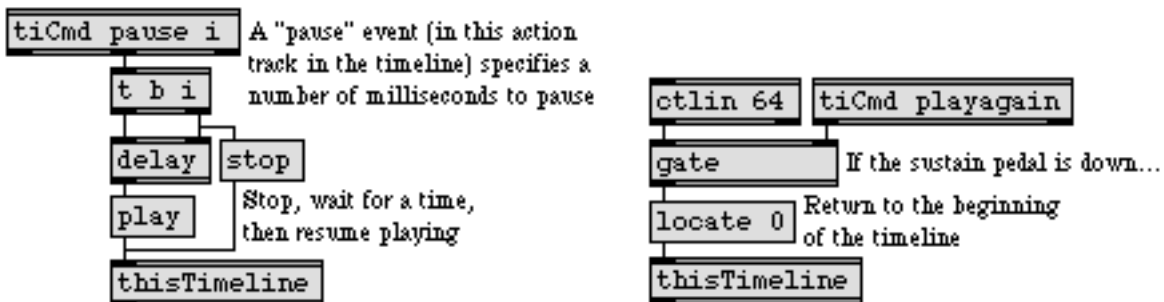 tiCmd pause i
A "pause" event (in this action
track in the timeline) specifies a
number of milliseconds to pause
t b i
delay
stop
Stop, wait for a time,
then resume playing
play
thisTimeline
ctlin 64
tiCmd playagain
gate
If the sustain pedal is down...
locate 0
Return to the beginning
of the timeline
thisTimeline